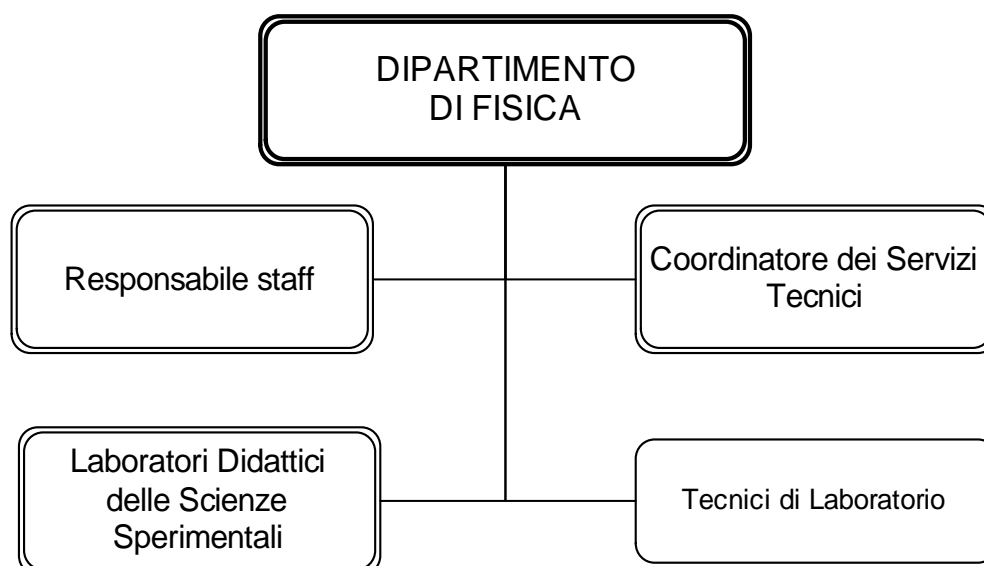 DIPARTIMENTO
DI FISICA
Responsabile staff
Coordinatore dei Servizi
Tecnici
Laboratori Didattici
delle Scienze
Sperimentali
Tecnici di Laboratorio